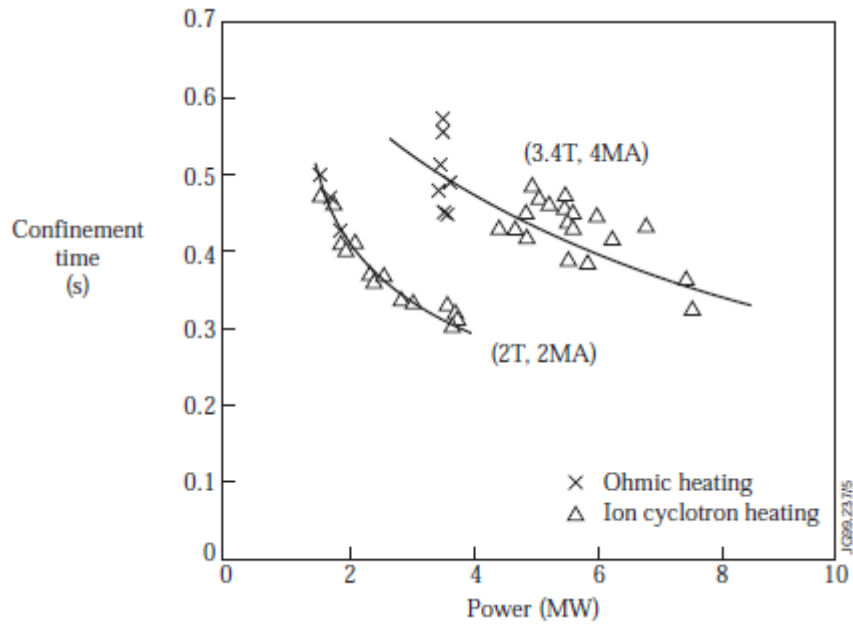 0.7
0.6
0.5
0.4
0.3
0.2
0.1
0
Confinement
time
(s)
(3.4T, 4MA)
(2T, 2MA)
Ohmic heating
Ion cyclotron heating
JG99.237/5
0 2 4 6 8 10
Power (MW)